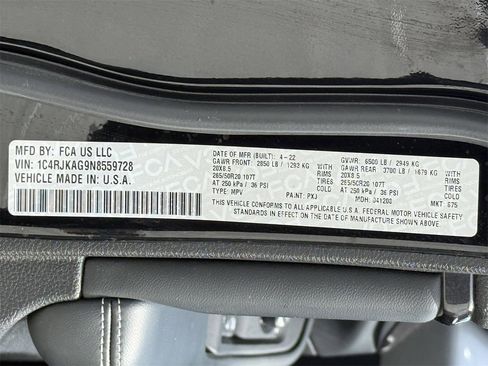 MFD BY: FCA US LLC
VIN: 1C4RJKAG9N8559728
VEHICLE MADE IN: U.S.A.
DATE OF MFR (BUILT): 4-22 GVWR: 6500 LB / 2949 KG
GAWR FRONT: 2850 LB / 1293 KG GAWR REAR 3700 LB / 1679 KG
20X8.5 RIMS 20X8.5 RIMS
265/50R20 107T TIRES 265/50R20 107T TIRES
AT 250 kPa / 36 PSI COLD AT 250 kPa / 36 PSI COLD
TYPE: MPV PAINT: PXJ MDH: 041203 MKT: 675
THIS VEHICLE CONFORMS TO ALL APPLICABLE U.S.A. FEDERAL MOTOR VEHICLE SAFETY
STANDARDS IN EFFECT ON THE DATE OF MANUFACTURE SHOWN ABOVE.